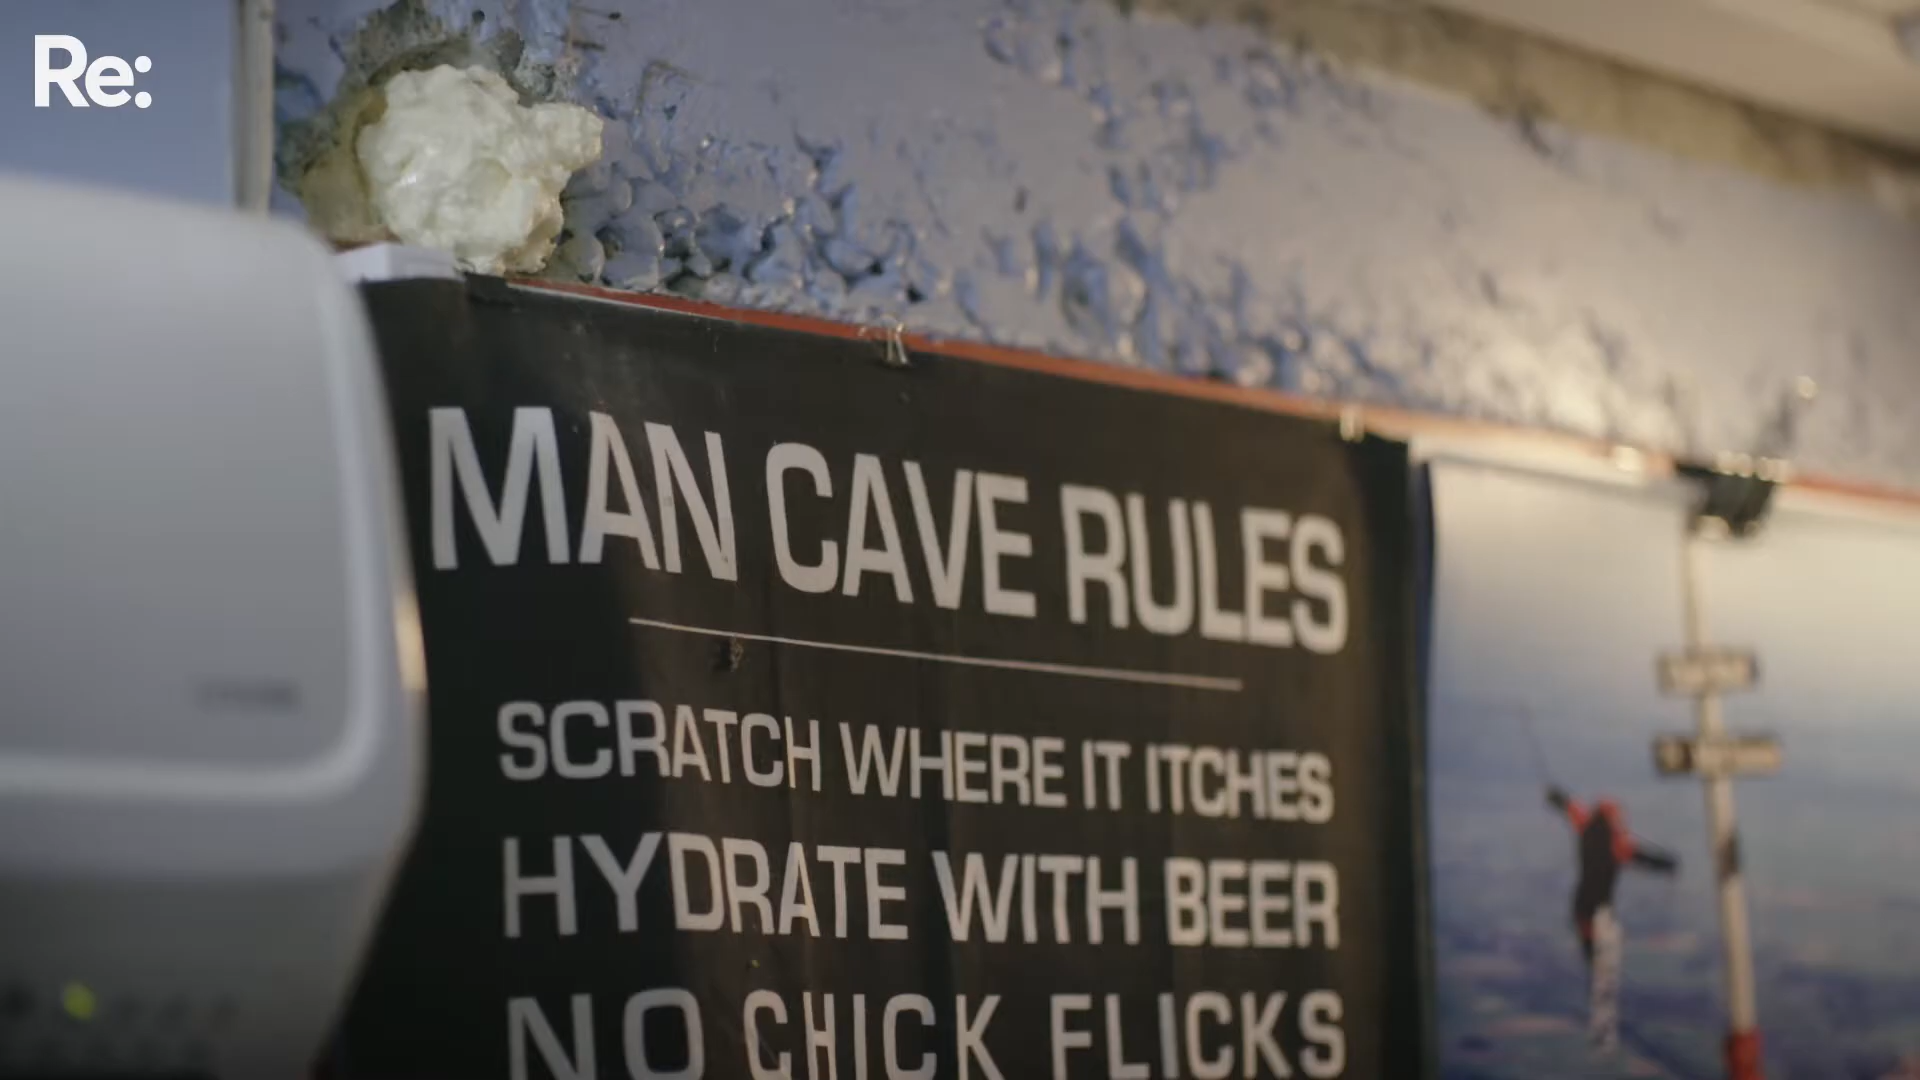 Re:
MAN CAVE RULES
SCRATCH WHERE IT ITCHES
HYDRATE WITH BEER
NO CHICK FLICKS